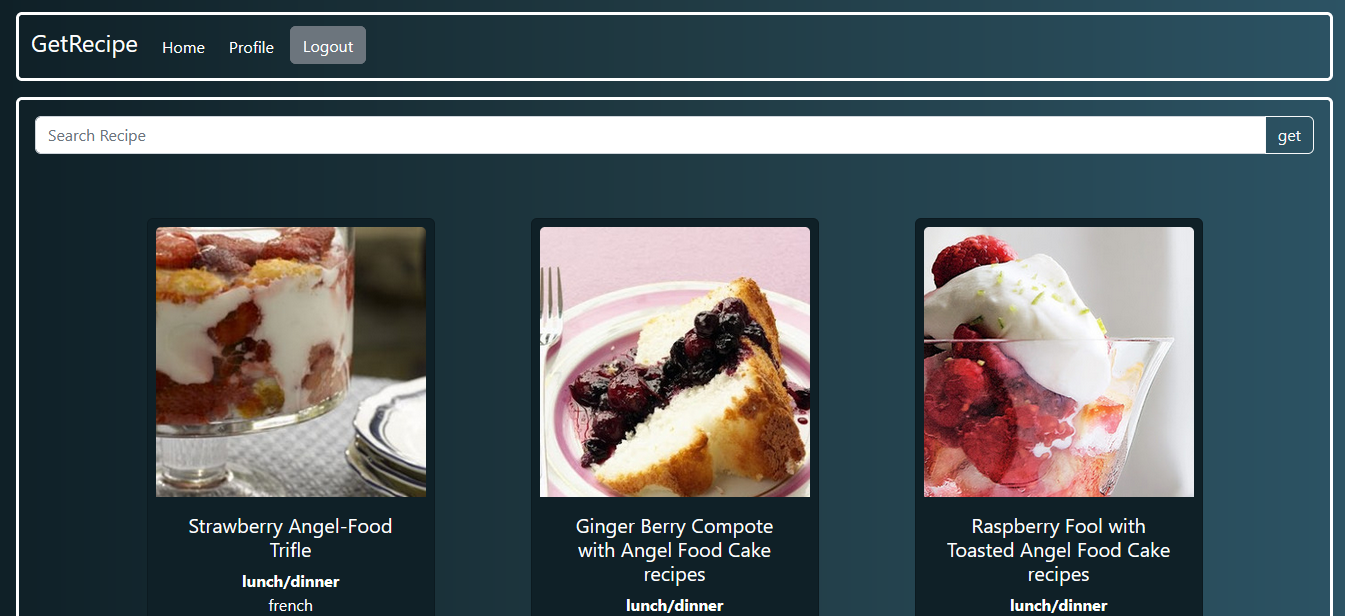 GetRecipe Home Profile Logout
Search Recipe get
Strawberry Angel-Food
Trifle
lunch/dinner
french
Ginger Berry Compote
with Angel Food Cake
recipes
lunch/dinner
Raspberry Fool with
Toasted Angel Food Cake
recipes
lunch/dinner